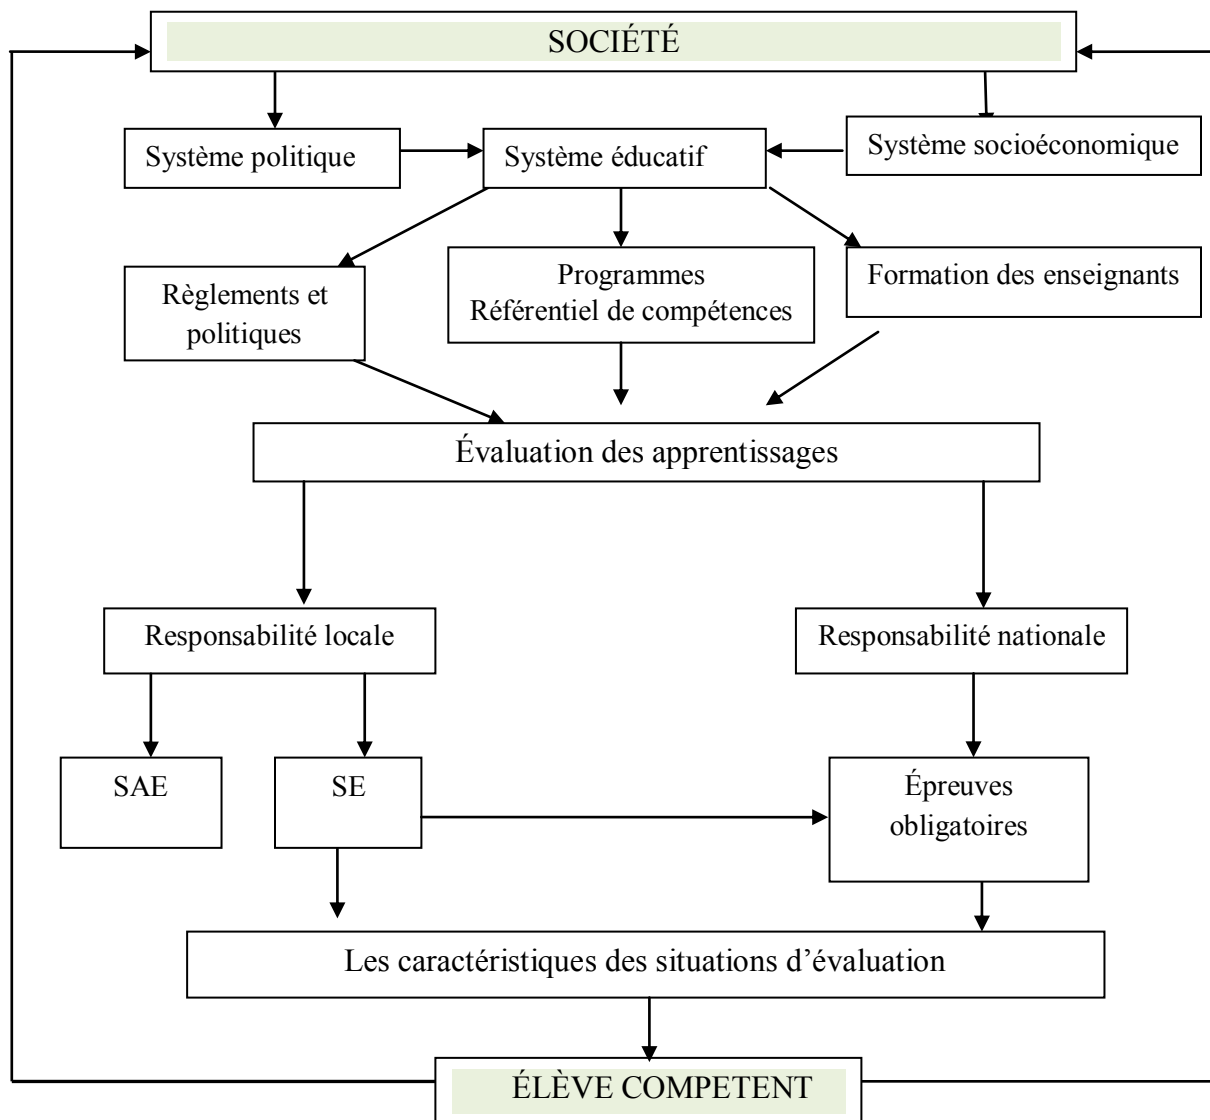 SOCIÉTÉ
Système politique
Système éducatif
Système socioéconomique
Règlements et
politiques
Programmes
Référentiel de compétences
Formation des enseignants
Évaluation des apprentissages
Responsabilité locale
Responsabilité nationale
SAE
SE
Épreuves
obligatoires
Les caractéristiques des situations d’évaluation
ÉLÈVE COMPETENT